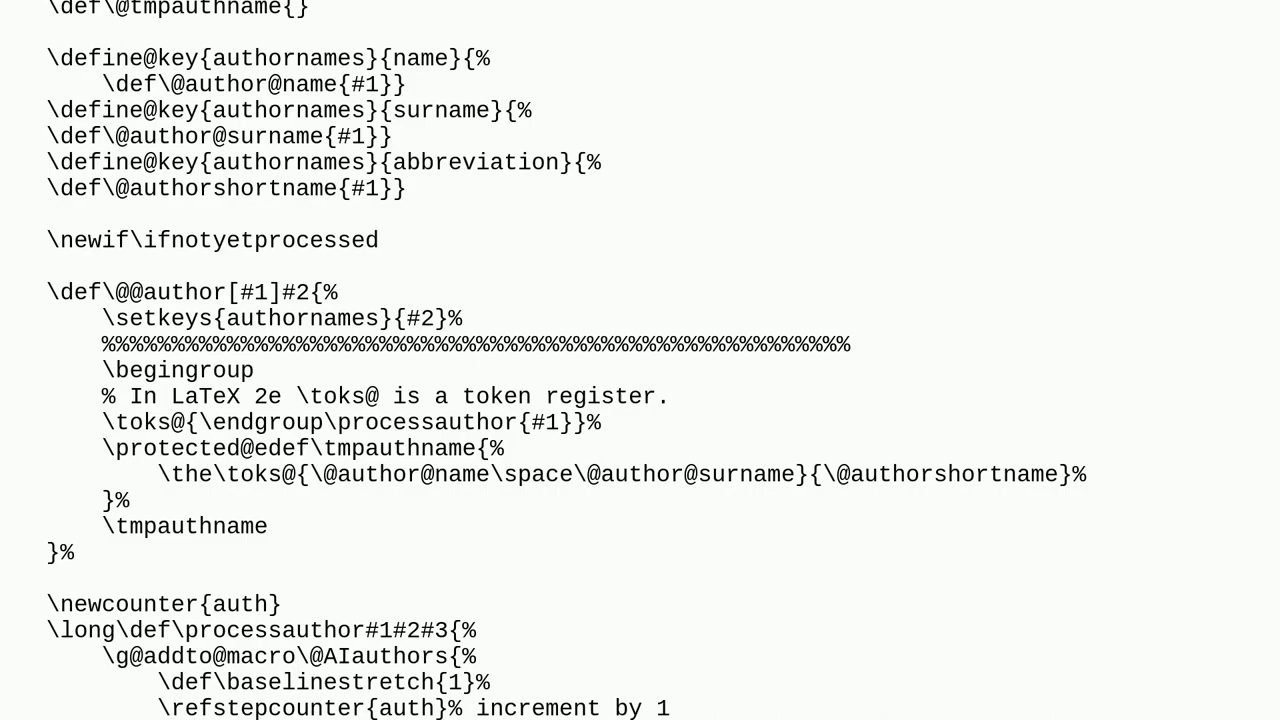 \def\@tmpauthname{}
\define@key{authornames}{name}{%
\def\@author@name{#1}}
\define@key{authornames}{surname}{%
\def\@author@surname{#1}}
\define@key{authornames}{abbreviation}{%
\def\@authorshortname{#1}}
\newif\ifnotyetprocessed
\def\@@author[#1]#2{%
\setkeys{authornames}{#2}%
%%%%%%%%%%%%%%%%%%%%%%%%%%%%%%%%%%%%%%%%%%%%%%%%%%%%%%
\begingroup
% In LaTeX 2e \toks@ is a token register.
\toks@{\endgroup\processauthor{#1}}%
\protected@edef\tmpauthname{%
\the\toks@{\@author@name\space\@author@surname}{\@authorshortname}%
}%
\tmpauthname
}%
\newcounter{auth}
\long\def\processauthor#1#2#3{%
\g@addto@macro\@AIauthors{%
\def\baselinestretch{1}%
\refstepcounter{auth}% increment by 1